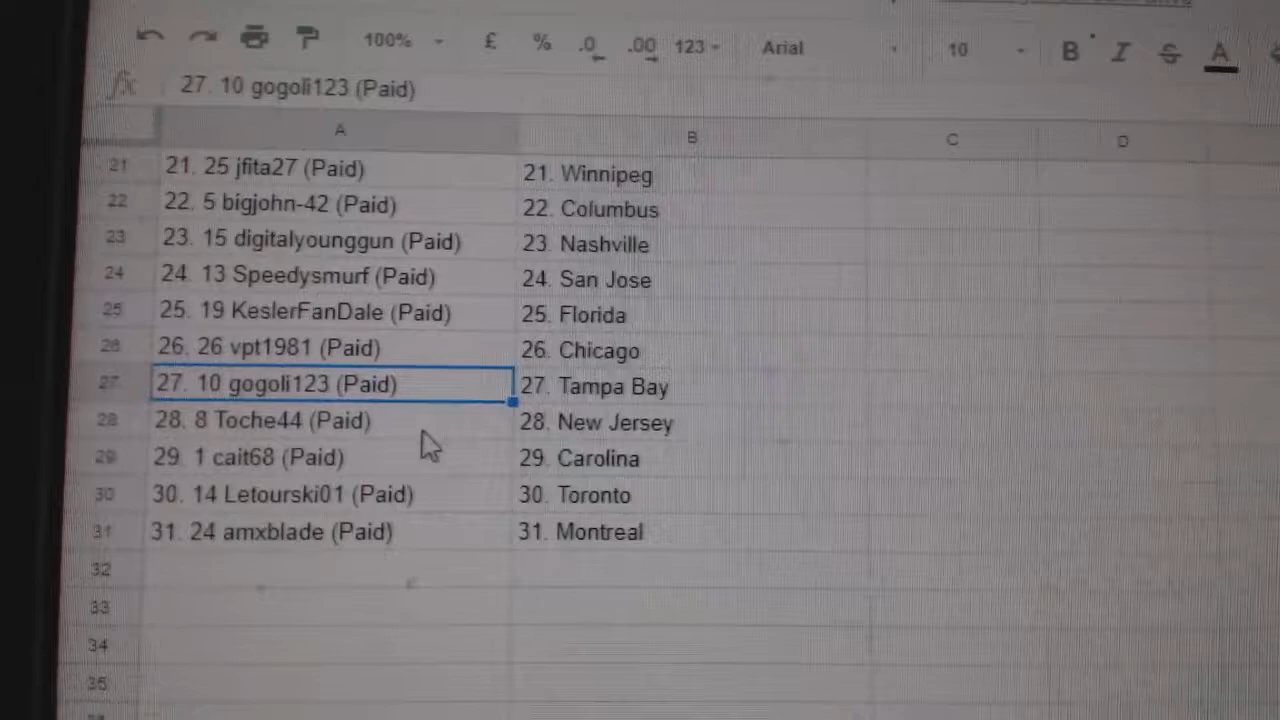 100% £ % .0 .00 123 Arial 10 B I S A
fx 27. 10 gogoli123 (Paid)
A B C D
21 21. 25 jfita27 (Paid) 21. Winnipeg
22 22. 5 bigjohn-42 (Paid) 22. Columbus
23 23. 15 digitalyounggun (Paid) 23. Nashville
24 24. 13 Speedysmurf (Paid) 24. San Jose
25 25. 19 KeslerFanDale (Paid) 25. Florida
26 26. 26 vpt1981 (Paid) 26. Chicago
27 27. 10 gogoli123 (Paid) 27. Tampa Bay
28 28. 8 Toche44 (Paid) 28. New Jersey
29 29. 1 cait68 (Paid) 29. Carolina
30 30. 14 Letourski01 (Paid) 30. Toronto
31 31. 24 amxblade (Paid) 31. Montreal
32
33
34
35